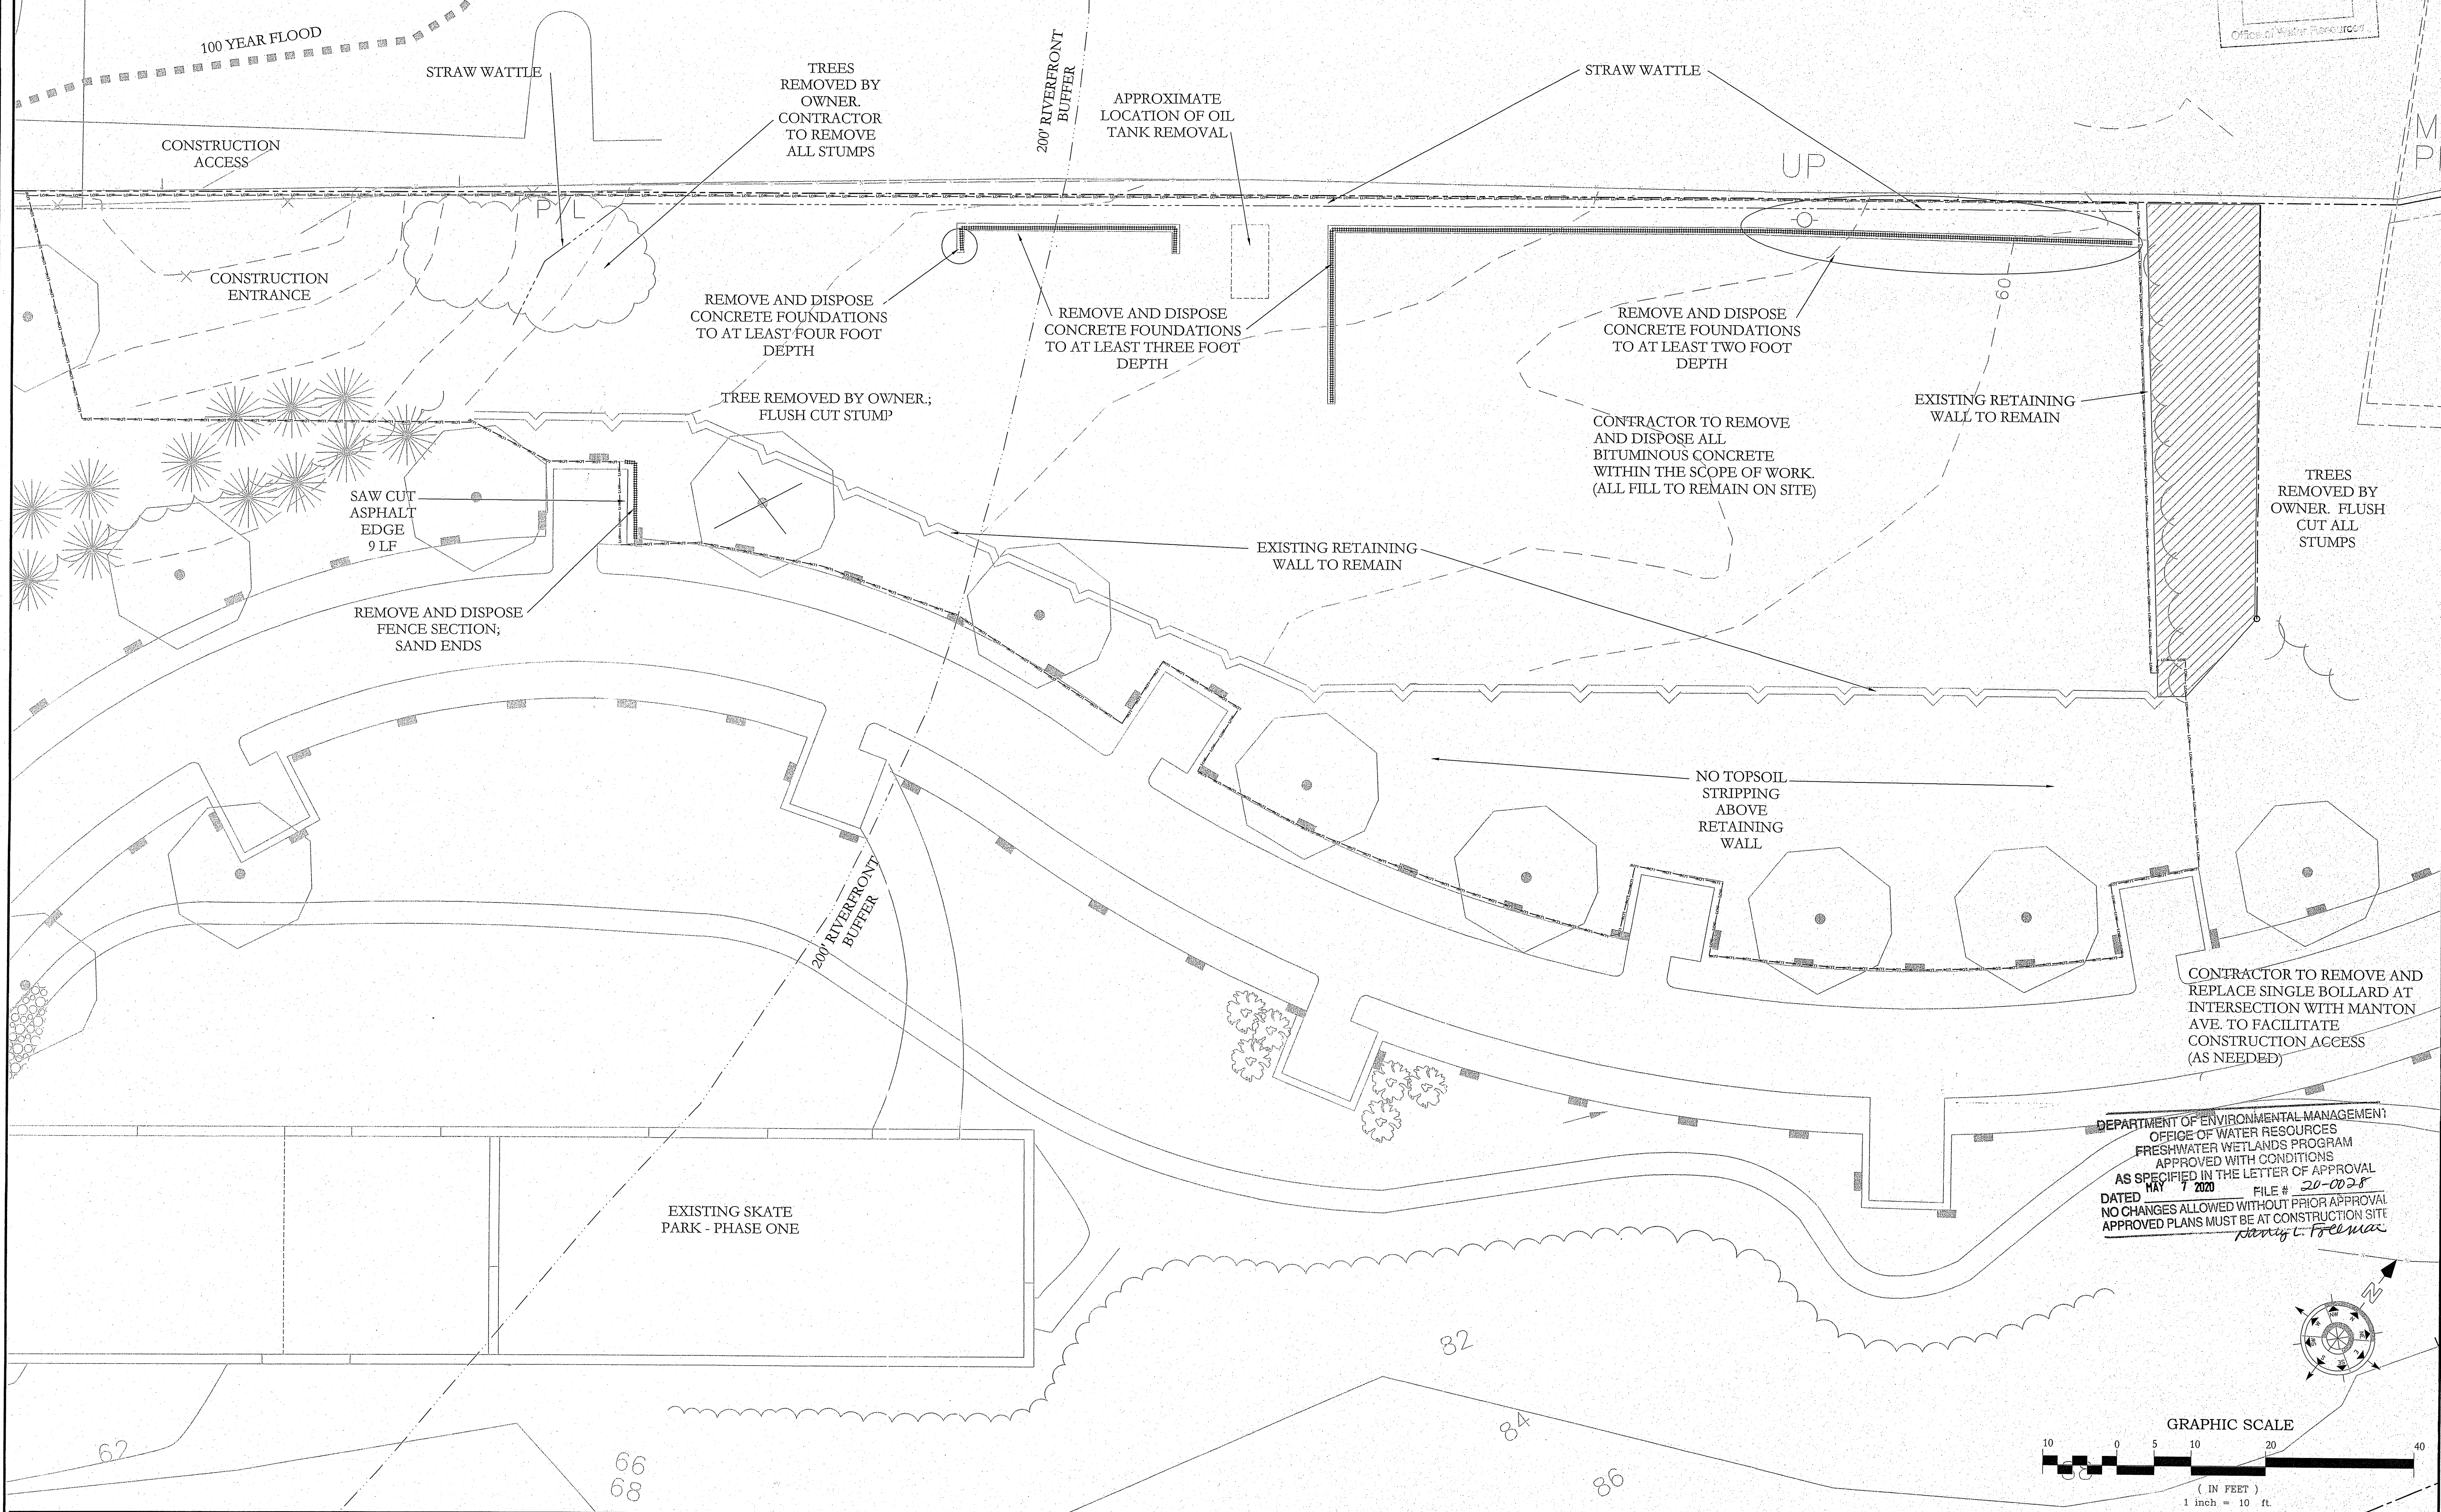 100 YEAR FLOOD
STRAW WATTLE
TREES
REMOVED BY
OWNER.
CONTRACTOR
TO REMOVE
ALL STUMPS
200' RIVERFRONT
BUFFER
APPROXIMATE
LOCATION OF OIL
TANK REMOVAL
STRAW WATTLE
Office of Water Resources
CONSTRUCTION
ACCESS
UP
P/L
CONSTRUCTION
ENTRANCE
REMOVE AND DISPOSE
CONCRETE FOUNDATIONS
TO AT LEAST FOUR FOOT
DEPTH
REMOVE AND DISPOSE
CONCRETE FOUNDATIONS
TO AT LEAST THREE FOOT
DEPTH
REMOVE AND DISPOSE
CONCRETE FOUNDATIONS
TO AT LEAST TWO FOOT
DEPTH
60
TREE REMOVED BY OWNER.;
FLUSH CUT STUMP
CONTRACTOR TO REMOVE
AND DISPOSE ALL
BITUMINOUS CONCRETE
WITHIN THE SCOPE OF WORK.
(ALL FILL TO REMAIN ON SITE)
EXISTING RETAINING
WALL TO REMAIN
TREES
REMOVED BY
OWNER. FLUSH
CUT ALL
STUMPS
SAW CUT
ASPHALT
EDGE
9 LF
EXISTING RETAINING
WALL TO REMAIN
REMOVE AND DISPOSE
FENCE SECTION;
SAND ENDS
NO TOPSOIL
STRIPPING
ABOVE
RETAINING
WALL
200' RIVERFRONT
BUFFER
CONTRACTOR TO REMOVE AND
REPLACE SINGLE BOLLARD AT
INTERSECTION WITH MANTON
AVE. TO FACILITATE
CONSTRUCTION ACCESS
(AS NEEDED)
DEPARTMENT OF ENVIRONMENTAL MANAGEMENT
OFFICE OF WATER RESOURCES
FRESHWATER WETLANDS PROGRAM
APPROVED WITH CONDITIONS
AS SPECIFIED IN THE LETTER OF APPROVAL
DATED MAY 7 2020 FILE # 20-0028
NO CHANGES ALLOWED WITHOUT PRIOR APPROVAL
APPROVED PLANS MUST BE AT CONSTRUCTION SITE
Nancy L. Freeman
EXISTING SKATE
PARK - PHASE ONE
N
82
84
86
62
66
68
88
GRAPHIC SCALE
10 0 5 10 20 40
( IN FEET )
1 inch = 10 ft.